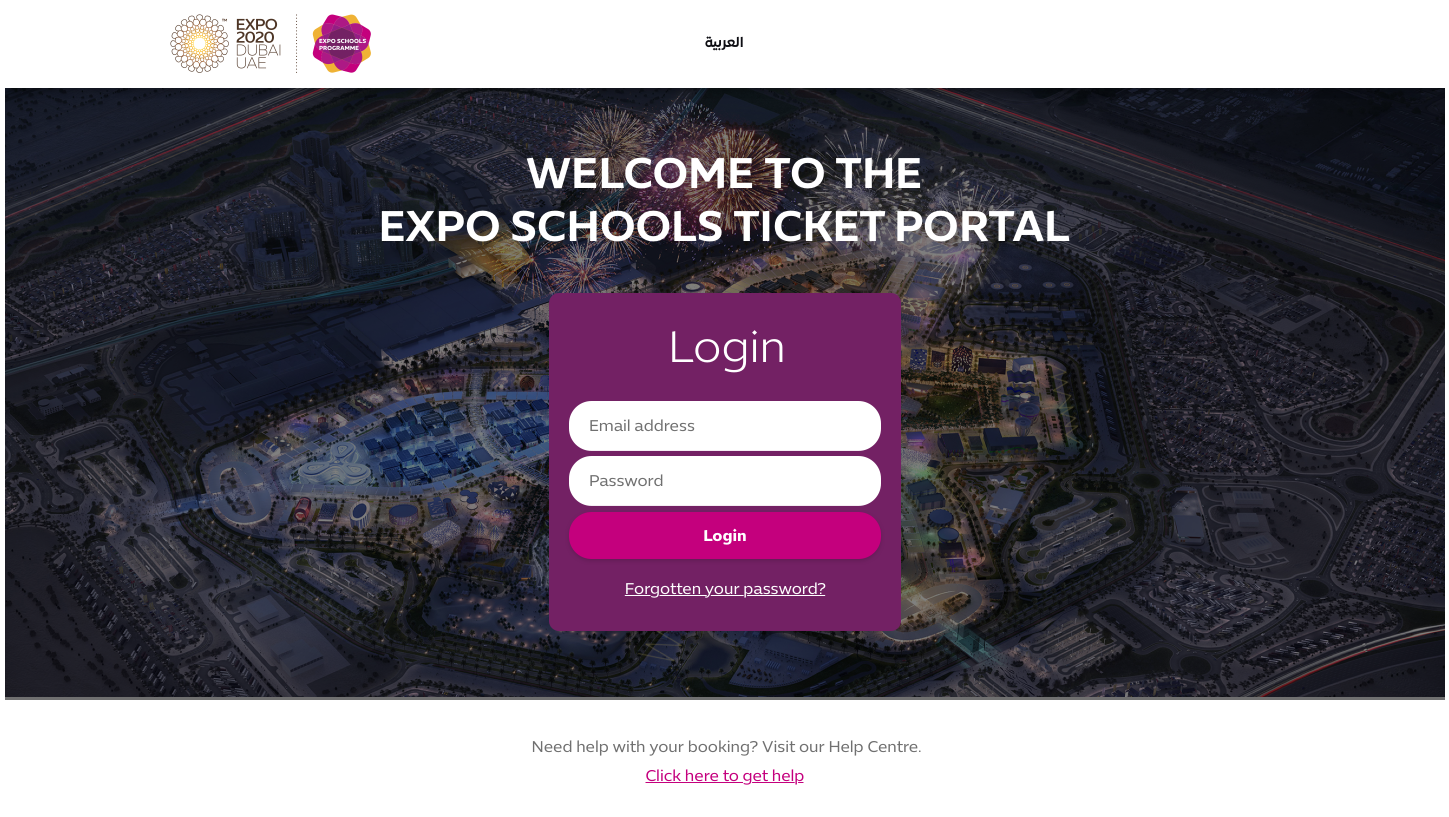 EXPO
2020
DUBAI
UAE
™
EXPO SCHOOLS
PROGRAMME
العربية
WELCOME TO THE
EXPO SCHOOLS TICKET PORTAL
Login
Email address
Password
Login
Forgotten your password?
Need help with your booking? Visit our Help Centre.
Click here to get help